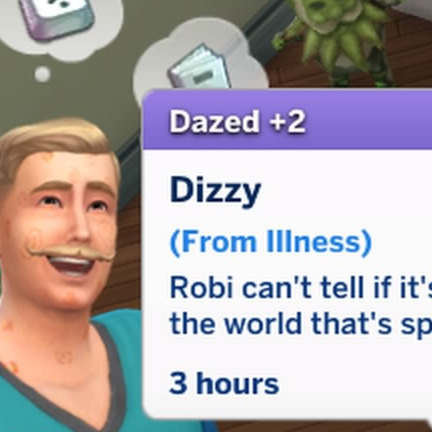 Dazed +2
Dizzy
(From Illness)
Robi can't tell if it's
the world that's sp
3 hours